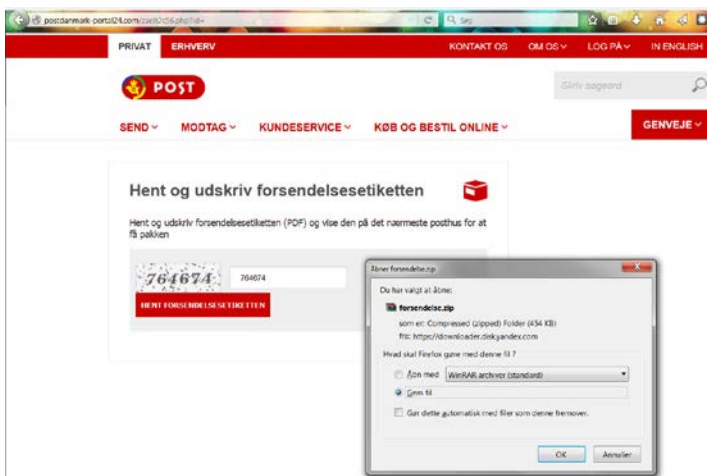 postdanmark-portal24.com/
Søg
PRIVAT ERHVERV KONTAKT OS OM OS LOG PÅ IN ENGLISH
POST
Skriv søgeord
SEND MODTAG KUNDESERVICE KØB OG BESTIL ONLINE GENVEJE
Hent og udskriv forsendelsesetiketten
Hent og udskriv forsendelsesetiketten (PDF) og vise den på det nærmeste posthus for at
få pakken
764674 764674
HENT FORSENDELSESETIKETTEN
Åbner forsendelse.zip
Du har valgt at åbne:
forsendelse.zip
som er: Compressed (zipped) Folder (454 KB)
fra: https://downloader.disk.yandex.com
Hvad skal Firefox gøre med denne fil ?
Åbn med WinRAR archiver (standard)
Gem fil
Gør dette automatisk med filer som denne fremover.
OK Annuller